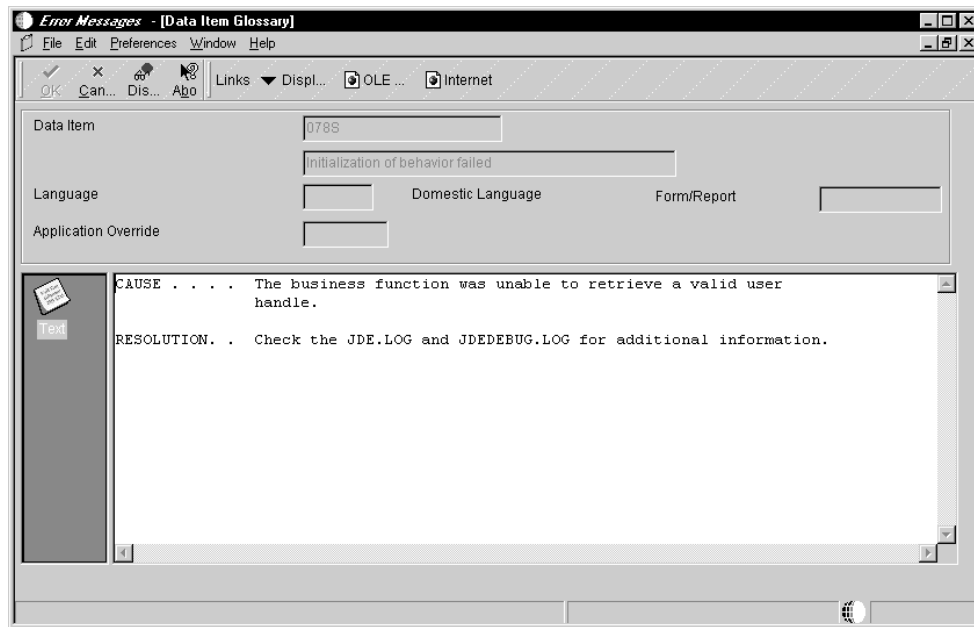 Error Messages - [Data Item Glossary]
File Edit Preferences Window Help
OK Can... Dis... Abo Links Displ... OLE ... Internet
Data Item 078S
Initialization of behavior failed
Language Domestic Language Form/Report
Application Override
Text
CAUSE . . . . The business function was unable to retrieve a valid user
handle.
RESOLUTION. . Check the JDE.LOG and JDEDEBUG.LOG for additional information.